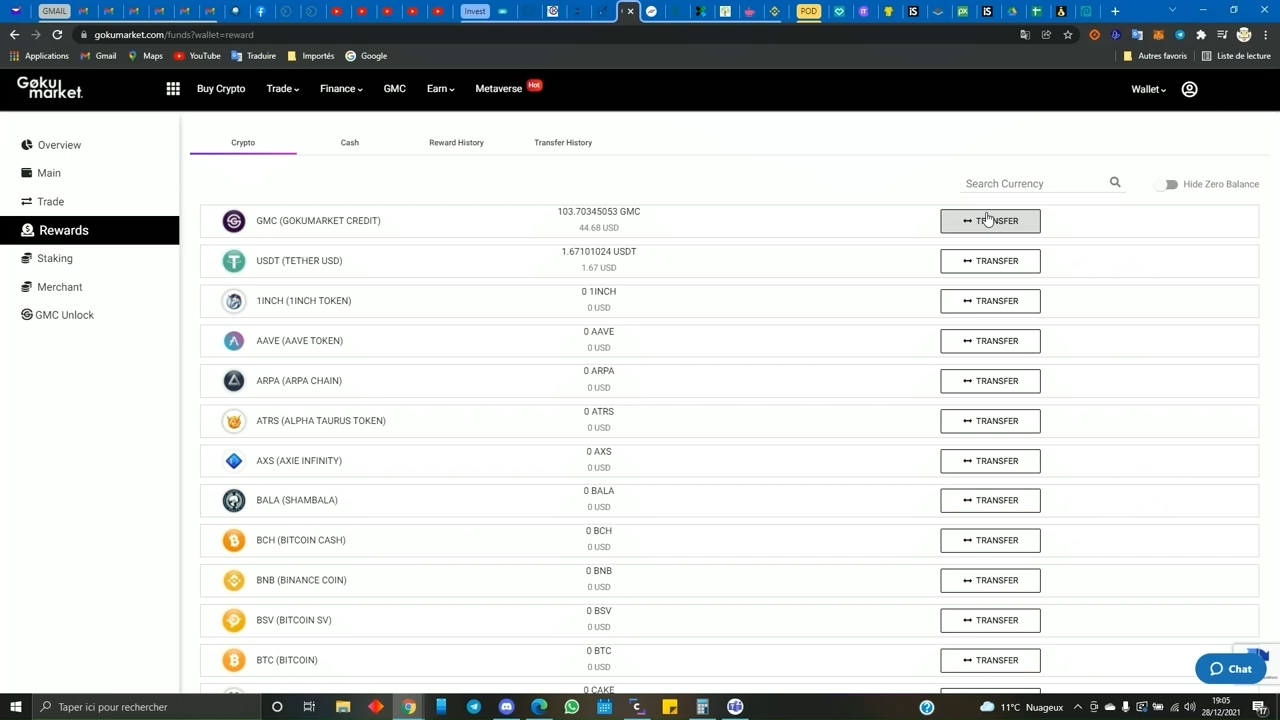 GMAIL
Invest
POD
gokumarket.com/funds?wallet=reward
Applications
Gmail
Maps
YouTube
Traduire
Importés
Google
Autres favoris
Liste de lecture
Gøku market.
Buy Crypto
Trade
Finance
GMC
Earn
Metaverse
Hot
Wallet
Overview
Main
Trade
Rewards
Staking
Merchant
GMC Unlock
Crypto
Cash
Reward History
Transfer History
Search Currency
Hide Zero Balance
GMC (GOKUMARKET CREDIT)
103.70345053 GMC
44.68 USD
TRANSFER
USDT (TETHER USD)
1.67101024 USDT
1.67 USD
TRANSFER
1INCH (1INCH TOKEN)
0 1INCH
0 USD
TRANSFER
AAVE (AAVE TOKEN)
0 AAVE
0 USD
TRANSFER
ARPA (ARPA CHAIN)
0 ARPA
0 USD
TRANSFER
ATRS (ALPHA TAURUS TOKEN)
0 ATRS
0 USD
TRANSFER
AXS (AXIE INFINITY)
0 AXS
0 USD
TRANSFER
BALA (SHAMBALA)
0 BALA
0 USD
TRANSFER
BCH (BITCOIN CASH)
0 BCH
0 USD
TRANSFER
BNB (BINANCE COIN)
0 BNB
0 USD
TRANSFER
BSV (BITCOIN SV)
0 BSV
0 USD
TRANSFER
BTC (BITCOIN)
0 BTC
0 USD
TRANSFER
0 CAKE
Chat
Taper ici pour rechercher
11°C Nuageux
19:05
28/12/2021